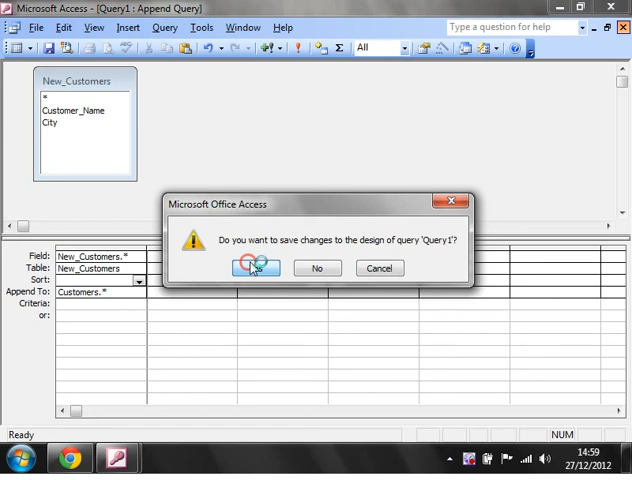 Microsoft Access - [Query1 : Append Query]
File Edit View Insert Query Tools Window Help
Type a question for help
All
New_Customers
*
Customer_Name
City
Microsoft Office Access
Do you want to save changes to the design of query 'Query1'?
No Cancel
Field: New_Customers.*
Table: New_Customers
Sort:
Append To: Customers.*
Criteria:
or:
Ready NUM
14:59
27/12/2012